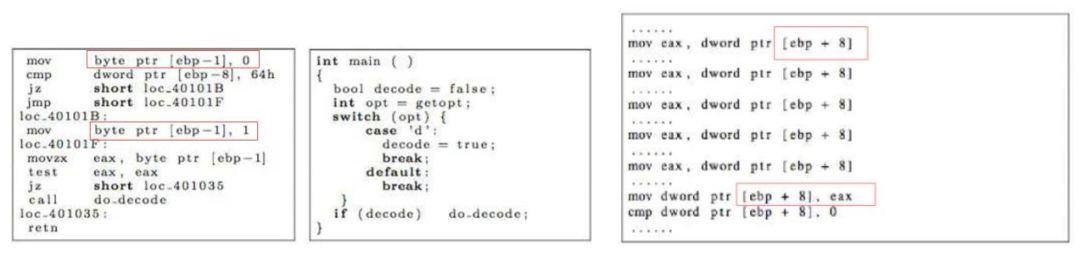 mov byte ptr [ebp-1], 0
cmp dword ptr [ebp-8], 64h
jz short loc_40101B
jmp short loc_40101F
loc_40101B:
mov byte ptr [ebp-1], 1
loc_40101F:
movzx eax, byte ptr [ebp-1]
test eax, eax
jz short loc_401035
call do_decode
loc_401035:
retn
int main ( )
{
bool decode = false;
int opt = getopt;
switch (opt) {
case 'd':
decode = true;
break;
default:
break;
}
if (decode) do_decode;
}
......
mov eax, dword ptr [ebp + 8]
......
mov eax, dword ptr [ebp + 8]
......
mov eax, dword ptr [ebp + 8]
......
mov eax, dword ptr [ebp + 8]
......
mov eax, dword ptr [ebp + 8]
......
mov dword ptr [ebp + 8], eax
cmp dword ptr [ebp + 8], 0
......